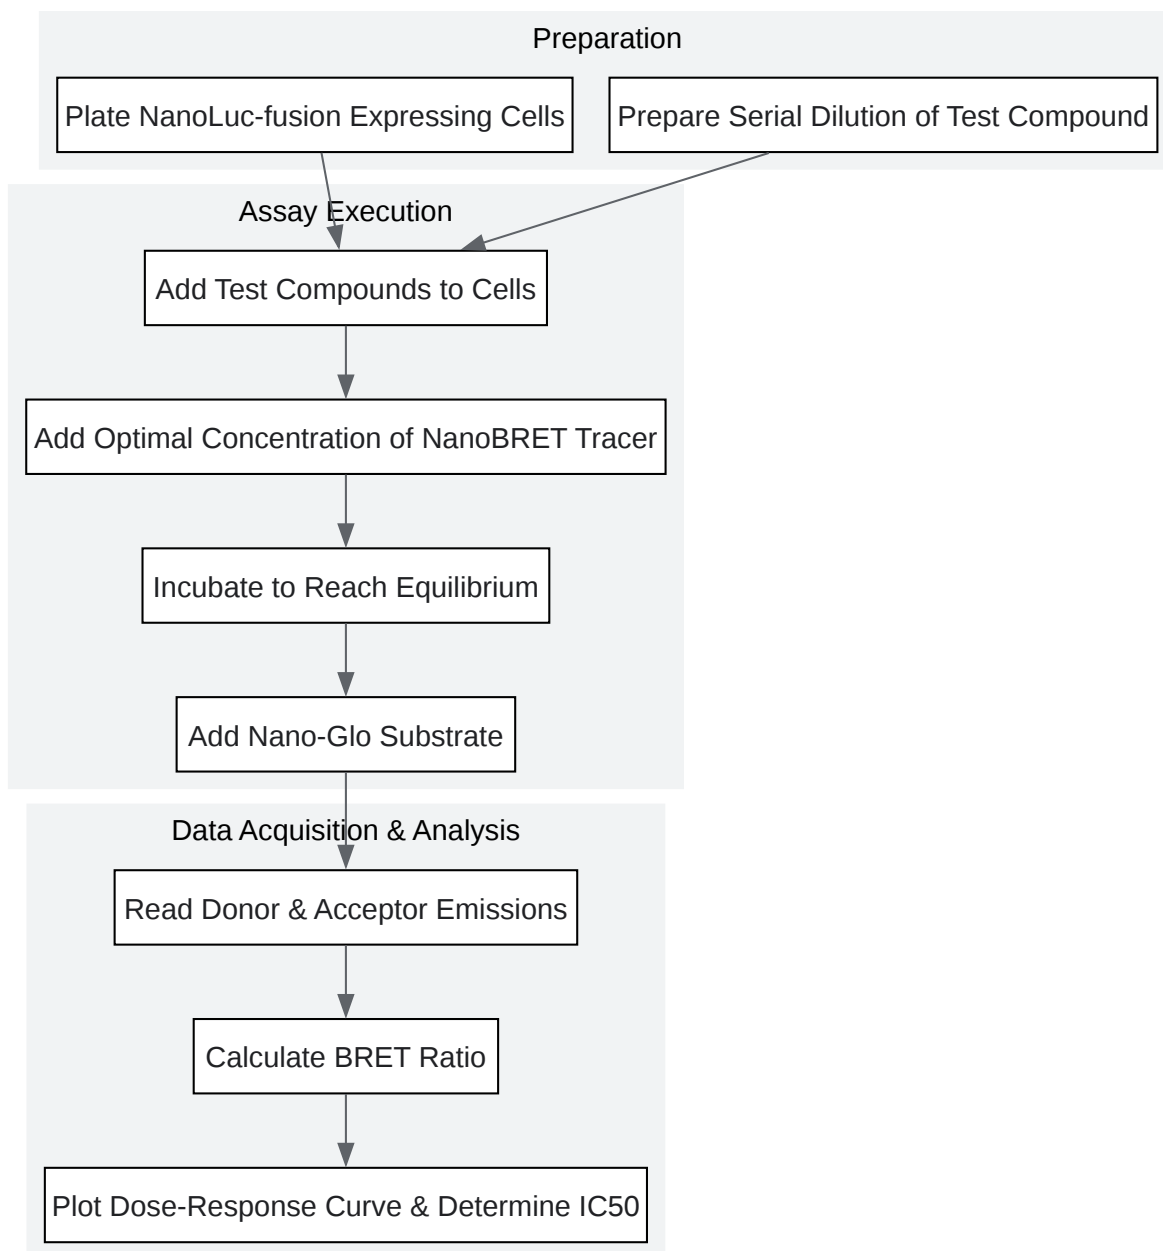 Preparation
Plate NanoLuc-fusion Expressing Cells
Prepare Serial Dilution of Test Compound
Assay Execution
Add Test Compounds to Cells
Add Optimal Concentration of NanoBRET Tracer
Incubate to Reach Equilibrium
Add Nano-Glo Substrate
Data Acquisition & Analysis
Read Donor & Acceptor Emissions
Calculate BRET Ratio
Plot Dose-Response Curve & Determine IC50